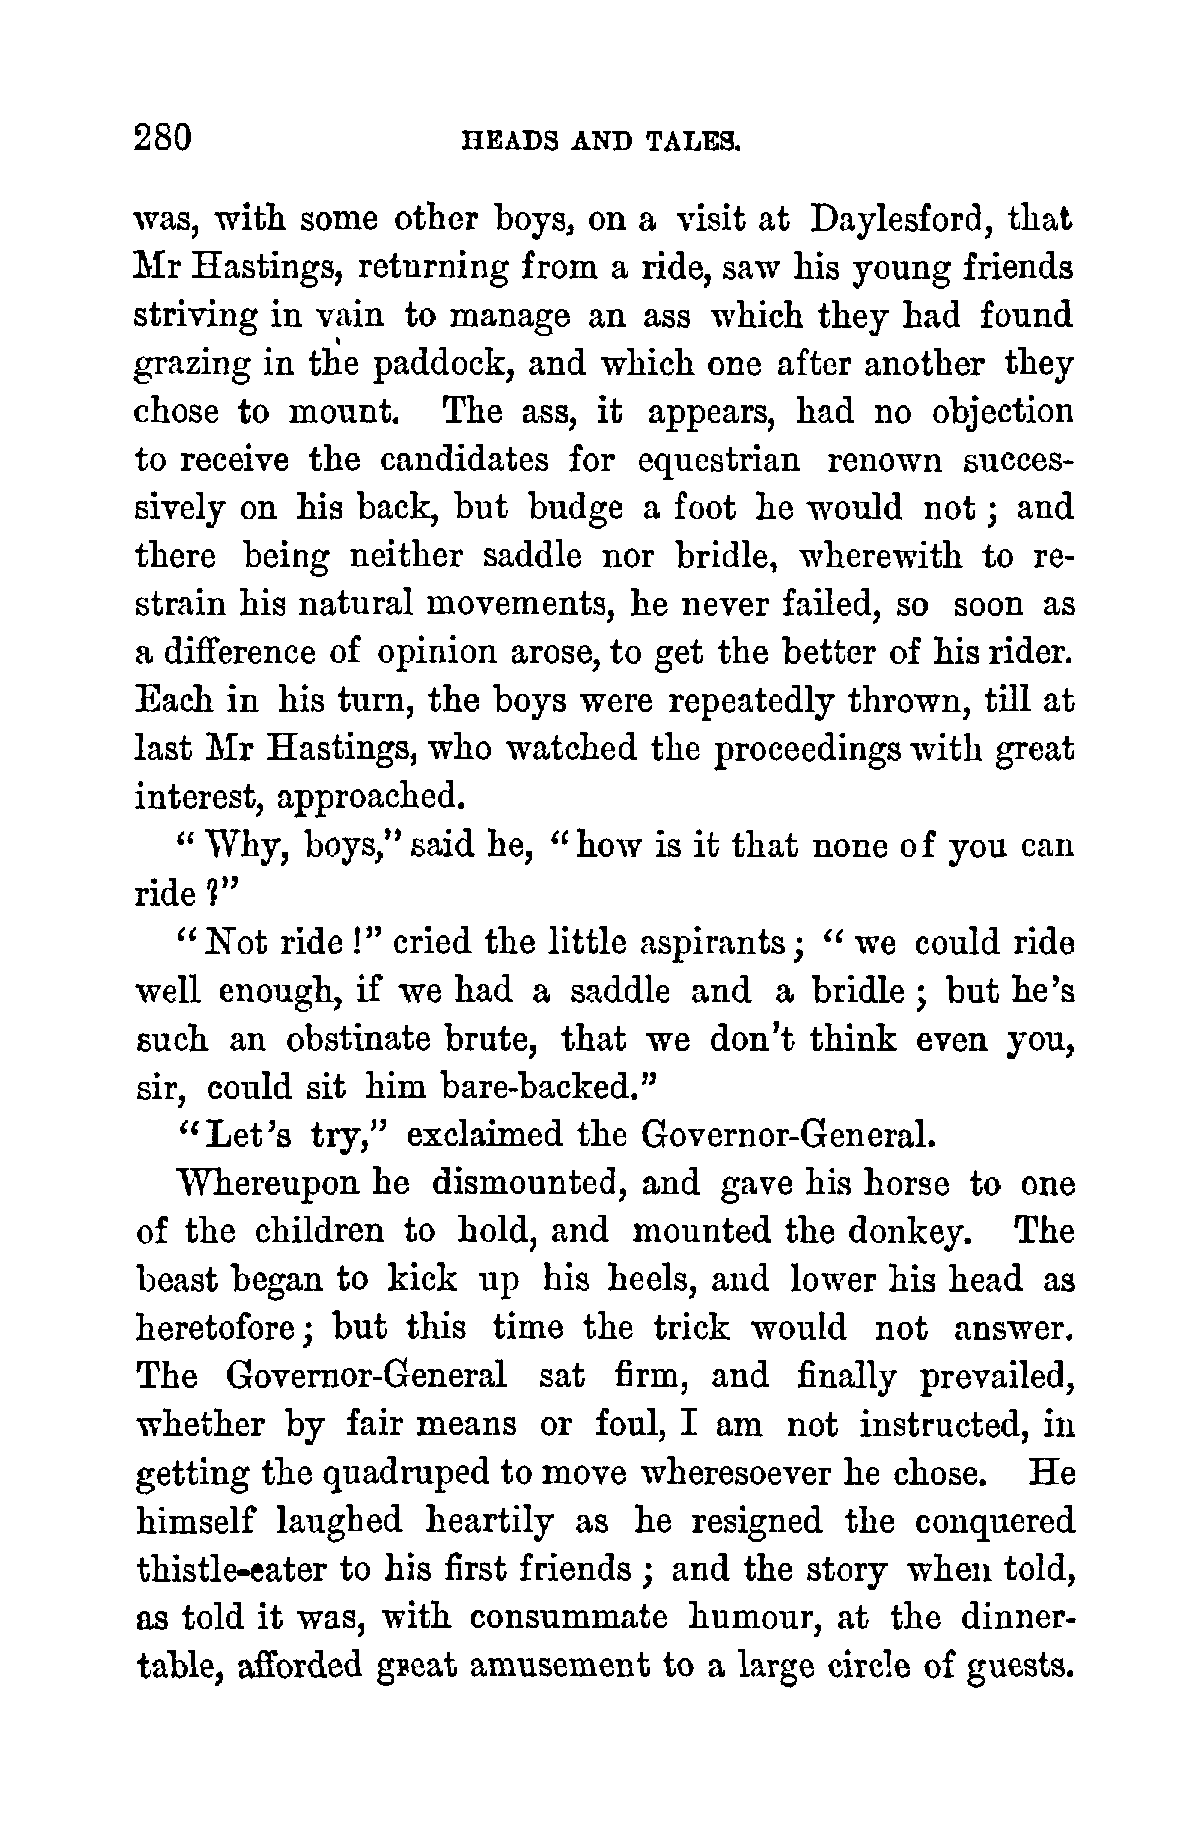 280 HEADS AND TALES.
was, with some other boys, on a visit at Daylesford, that
Mr Hastings, returning from a ride, saw his young friends
striving in vain to manage an ass which they had found
grazing in the paddock, and which one after another they
chose to mount. The ass, it appears, had no objection
to receive the candidates for equestrian renown succes-
sively on his back, but budge a foot he would not ; and
there being neither saddle nor bridle, wherewith to re-
strain his natural movements, he never failed, so soon as
a difference of opinion arose, to get the better of his rider.
Each in his turn, the boys were repeatedly thrown, till at
last Mr Hastings, who watched the proceedings with great
interest, approached.
“ Why, boys,” said he, “ how is it that none of you can
ride ?”
“ Not ride !” cried the little aspirants ; “ we could ride
well enough, if we had a saddle and a bridle ; but he’s
such an obstinate brute, that we don’t think even you,
sir, could sit him bare-backed.”
“ Let’s try,” exclaimed the Governor-General.
Whereupon he dismounted, and gave his horse to one
of the children to hold, and mounted the donkey. The
beast began to kick up his heels, and lower his head as
heretofore ; but this time the trick would not answer.
The Governor-General sat firm, and finally prevailed,
whether by fair means or foul, I am not instructed, in
getting the quadruped to move wheresoever he chose. He
himself laughed heartily as he resigned the conquered
thistle-eater to his first friends ; and the story when told,
as told it was, with consummate humour, at the dinner-
table, afforded great amusement to a large circle of guests.